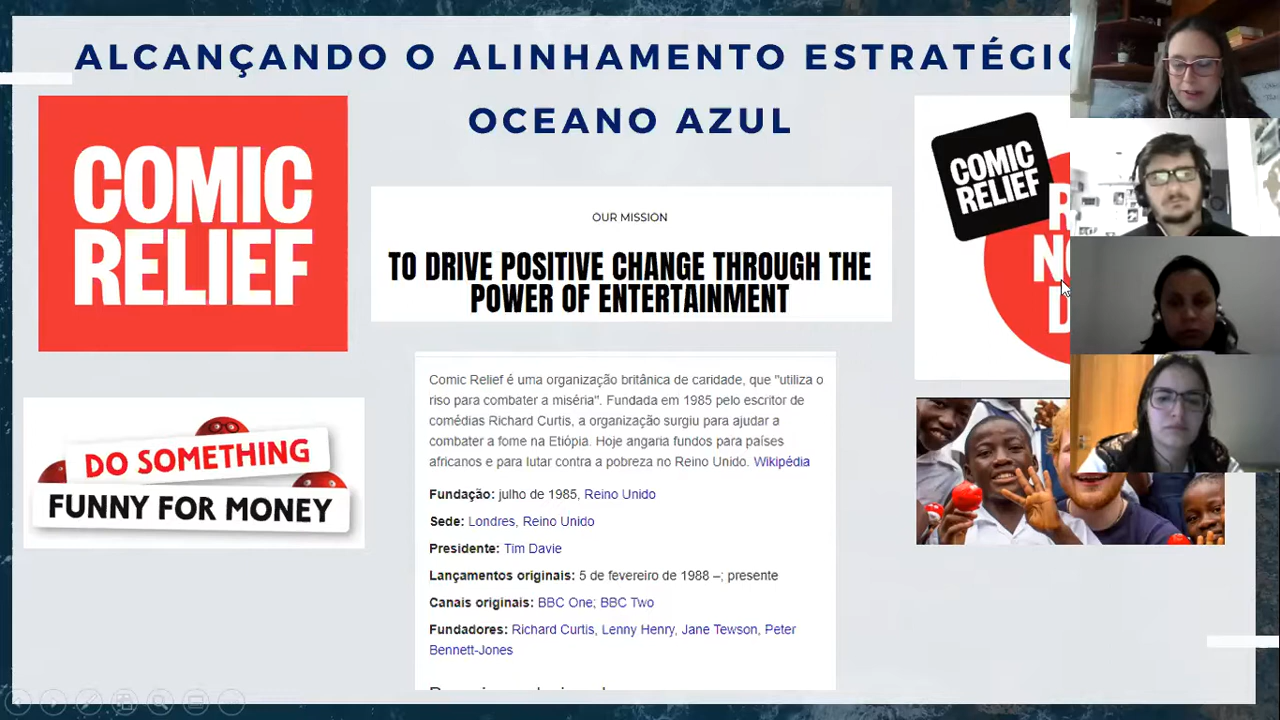 ALCANÇANDO O ALINHAMENTO ESTRATÉGIC
OCEANO AZUL
COMIC
RELIEF
OUR MISSION
TO DRIVE POSITIVE CHANGE THROUGH THE
POWER OF ENTERTAINMENT
COMIC
RELIEF
R
NO
D
DO SOMETHING
FUNNY FOR MONEY
Comic Relief é uma organização britânica de caridade, que "utiliza o
riso para combater a miséria". Fundada em 1985 pelo escritor de
comédias Richard Curtis, a organização surgiu para ajudar a
combater a fome na Etiópia. Hoje angaria fundos para países
africanos e para lutar contra a pobreza no Reino Unido. Wikipédia
Fundação: julho de 1985, Reino Unido
Sede: Londres, Reino Unido
Presidente: Tim Davie
Lançamentos originais: 5 de fevereiro de 1988 –; presente
Canais originais: BBC One; BBC Two
Fundadores: Richard Curtis, Lenny Henry, Jane Tewson, Peter
Bennett-Jones